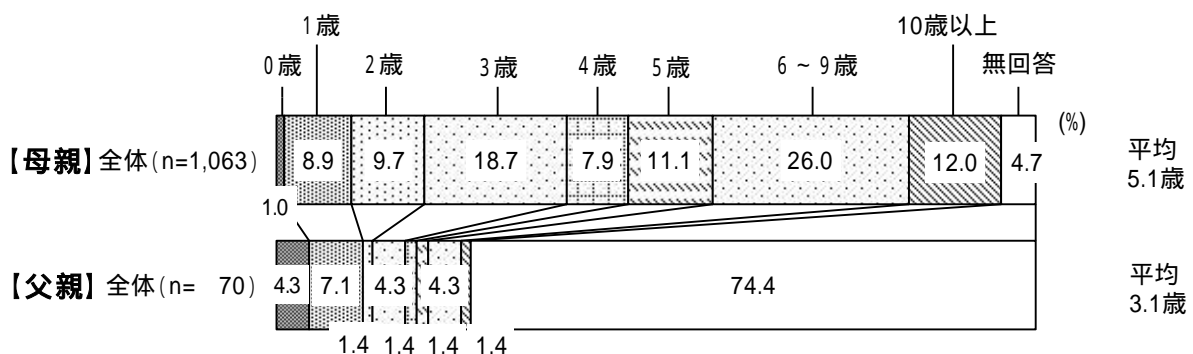 1歳 10歳以上
0歳 2歳 3歳 4歳 5歳 6～9歳 無回答
(%)
【母親】全体(n=1,063) 8.9 9.7 18.7 7.9 11.1 26.0 12.0 4.7 平均
5.1歳
1.0
【父親】全体(n= 70) 4.3 7.1 4.3 4.3 74.4 平均
3.1歳
1.4 1.4 1.4 1.4